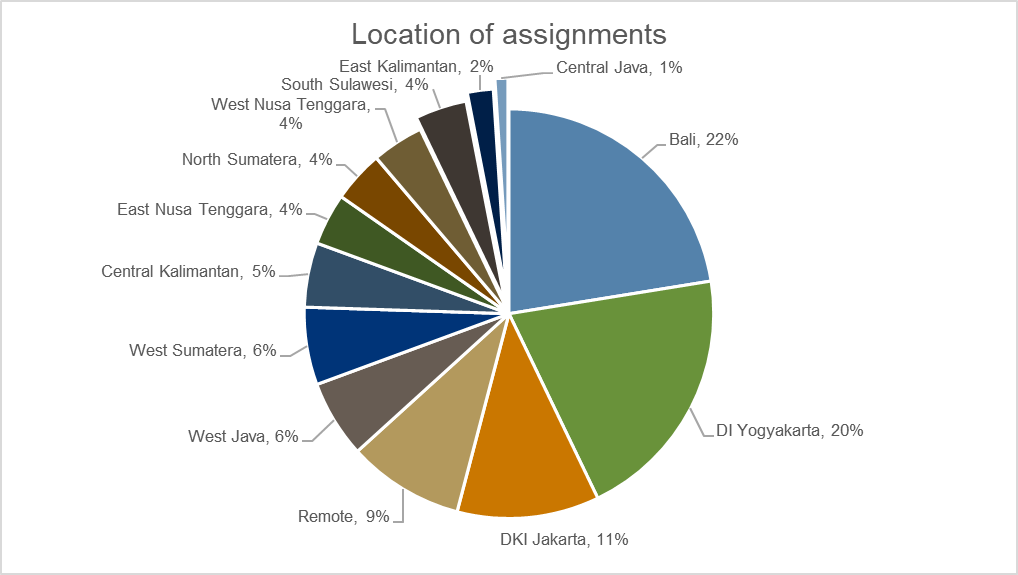 Location of assignments
East Kalimantan, 2%
Central Java, 1%
South Sulawesi, 4%
West Nusa Tenggara,
4%
Bali, 22%
North Sumatera, 4%
East Nusa Tenggara, 4%
Central Kalimantan, 5%
West Sumatera, 6%
DI Yogyakarta, 20%
West Java, 6%
Remote, 9%
DKI Jakarta, 11%